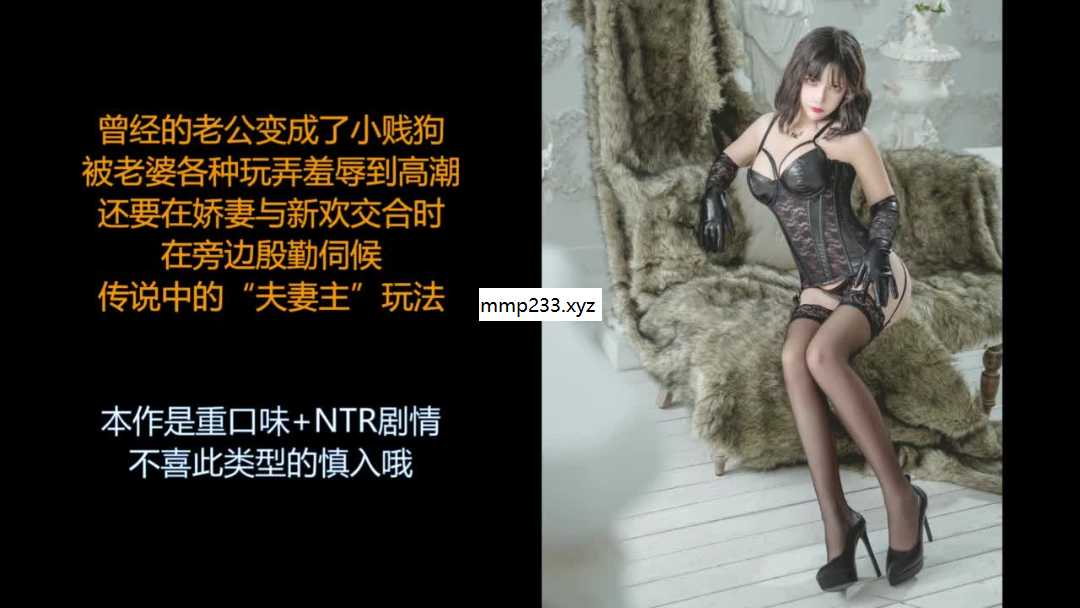 曾经的老公变成了小贱狗
被老婆各种玩弄羞辱到高潮
还要在娇妻与新欢交合时
在旁边殷勤伺候
传说中的“夫妻主”玩法
mmp233.xyz
本作是重口味+NTR剧情
不喜此类型的慎入哦